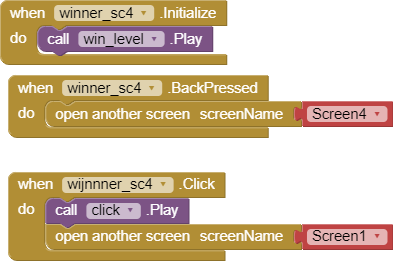 when winner_sc4 .Initialize
do call win_level .Play
when winner_sc4 .BackPressed
do open another screen screenName Screen4
when wijnnner_sc4 .Click
do call click .Play
open another screen screenName Screen1